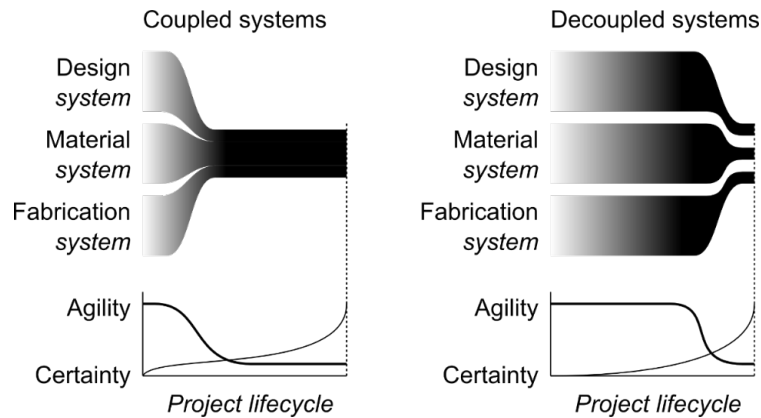 Coupled systems
Design
system
Material
system
Fabrication
system
Agility
Certainty
Project lifecycle
Decoupled systems
Design
system
Material
system
Fabrication
system
Agility
Certainty
Project lifecycle